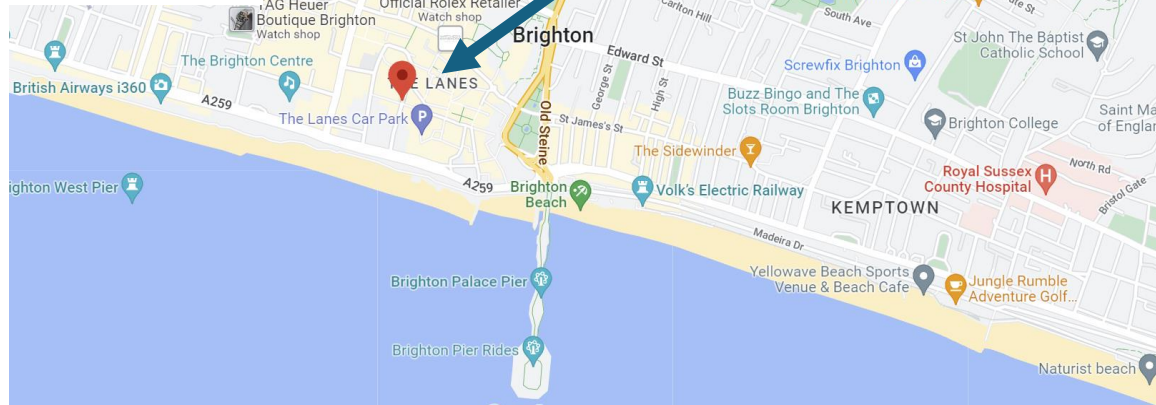 TAG Heuer
Boutique Brighton
Watch shop
Official Rolex Retailer
Watch shop
Brighton
Carlton Hill
South Ave
St John The Baptist
Catholic School
The Brighton Centre
British Airways i360
A259
THE LANES
The Lanes Car Park
P
Edward St
George St
High St
Old Steine
St James's St
Screwfix Brighton
Buzz Bingo and The
Slots Room Brighton
Brighton College
Saint Ma
of Englan
The Sidewinder
North Rd
Royal Sussex
County Hospital
H
Bristol Gate
ighton West Pier
A259
Brighton
Beach
Volk's Electric Railway
KEMPTOWN
Madeira Dr
Brighton Palace Pier
Yellowave Beach Sports
Venue & Beach Cafe
Jungle Rumble
Adventure Golf...
Brighton Pier Rides
Naturist beach